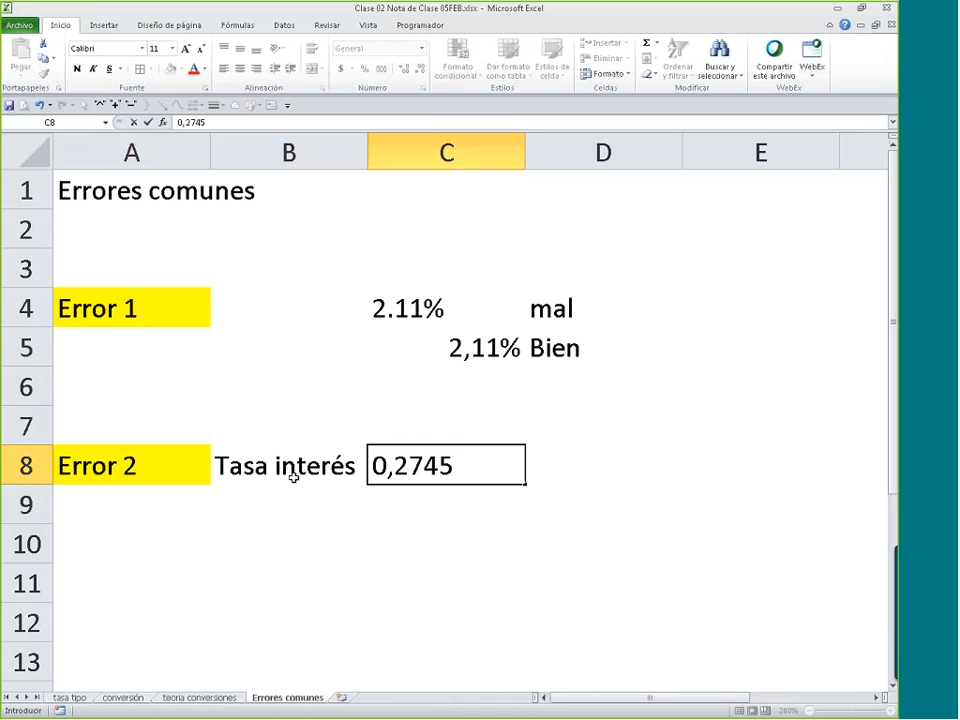 Clase 02 Nota de Clase 05FEB.xlsx - Microsoft Excel
Archivo Inicio Insertar Diseño de página Fórmulas Datos Revisar Vista Programador
Pegar
Portapapeles
Calibri 11
N K S
Fuente
Alineación
General
$ % 000
Número
Formato condicional
Dar formato como tabla
Estilos de celda
Estilos
Insertar
Formato
Celdas
Σ
Ordenar y filtrar
Buscar y seleccionar
Modificar
Compartir este archivo
WebEx
WebEx
C8 fx 0,2745
A B C D E
1 Errores comunes
2
3
4 Error 1 2.11% mal
5 2,11% Bien
6
7
8 Error 2 Tasa interés 0,2745
9
10
11
12
13
tasa tipo conversión teoria conversiones Errores comunes
Introducir 280%